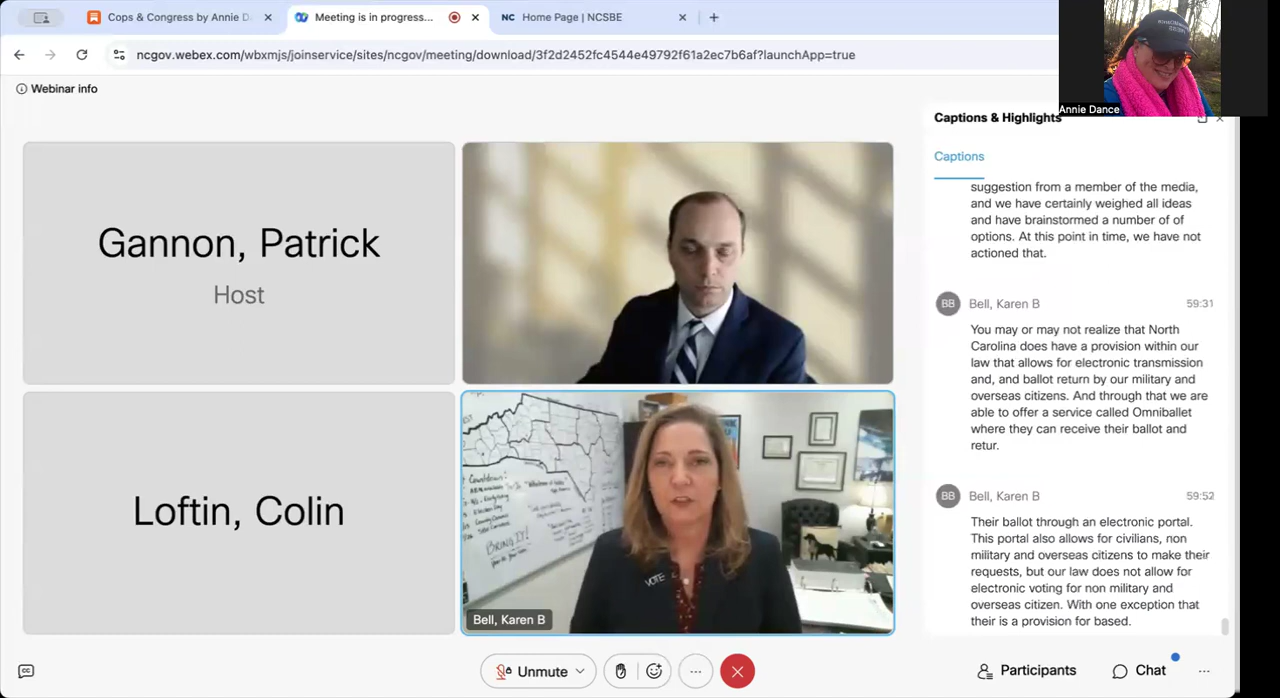 Cops & Congress by Annie D
Meeting is in progress...
NC Home Page | NCSBE
ncgov.webex.com/wbxmjs/joinservice/sites/ncgov/meeting/download/3f2d2452fc4544e49792f61a2ec7b6af?launchApp=true
Annie Dance
Webinar info
Captions & Highlights
Captions
suggestion from a member of the media,
and we have certainly weighed all ideas
and have brainstormed a number of of
options. At this point in time, we have not
actioned that.
Gannon, Patrick
Host
BB Bell, Karen B 59:31
You may or may not realize that North
Carolina does have a provision within our
law that allows for electronic transmission
and, and ballot return by our military and
overseas citizens. And through that we are
able to offer a service called Omniballet
where they can receive their ballot and
retur.
BB Bell, Karen B 59:52
Their ballot through an electronic portal.
This portal also allows for civilians, non
military and overseas citizens to make their
requests, but our law does not allow for
electronic voting for non military and
overseas citizen. With one exception that
their is a provision for based.
Loftin, Colin
BRING IT!
VOTE
Bell, Karen B
Unmute
Participants
Chat